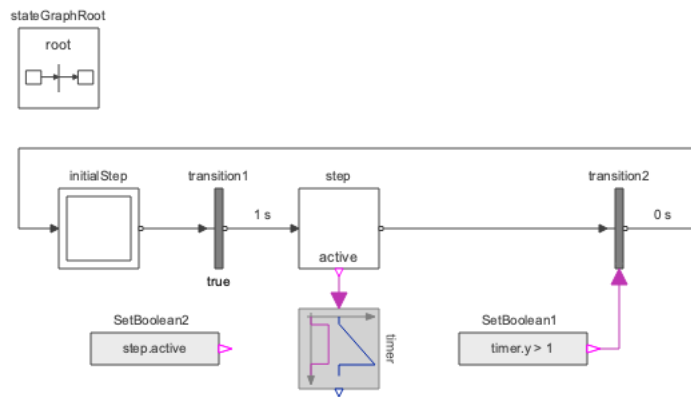 stateGraphRoot
root
initialStep
transition1
step
transition2
1 s
0 s
active
true
SetBoolean2
step.active
timer
SetBoolean1
timer.y > 1